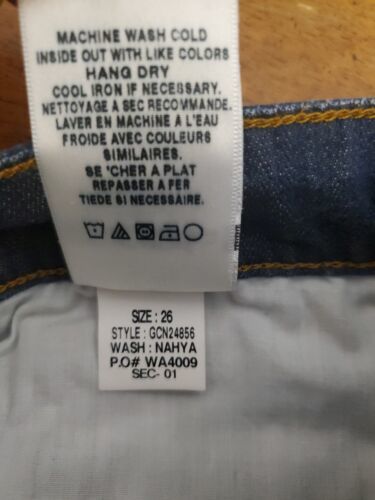 MACHINE WASH COLD
INSIDE OUT WITH LIKE COLORS
HANG DRY
COOL IRON IF NECESSARY.
NETTOYAGE A SEC RECOMMANDE.
LAVER EN MACHINE A L'EAU
FROIDE AVEC COULEURS
SIMILAIRES.
SE 'CHER A PLAT
REPASSER A FER
TIEDE SI NECESSAIRE.
SIZE : 26
STYLE : GCN24856
WASH : NAHYA
P.O# WA4009
SEC- 01